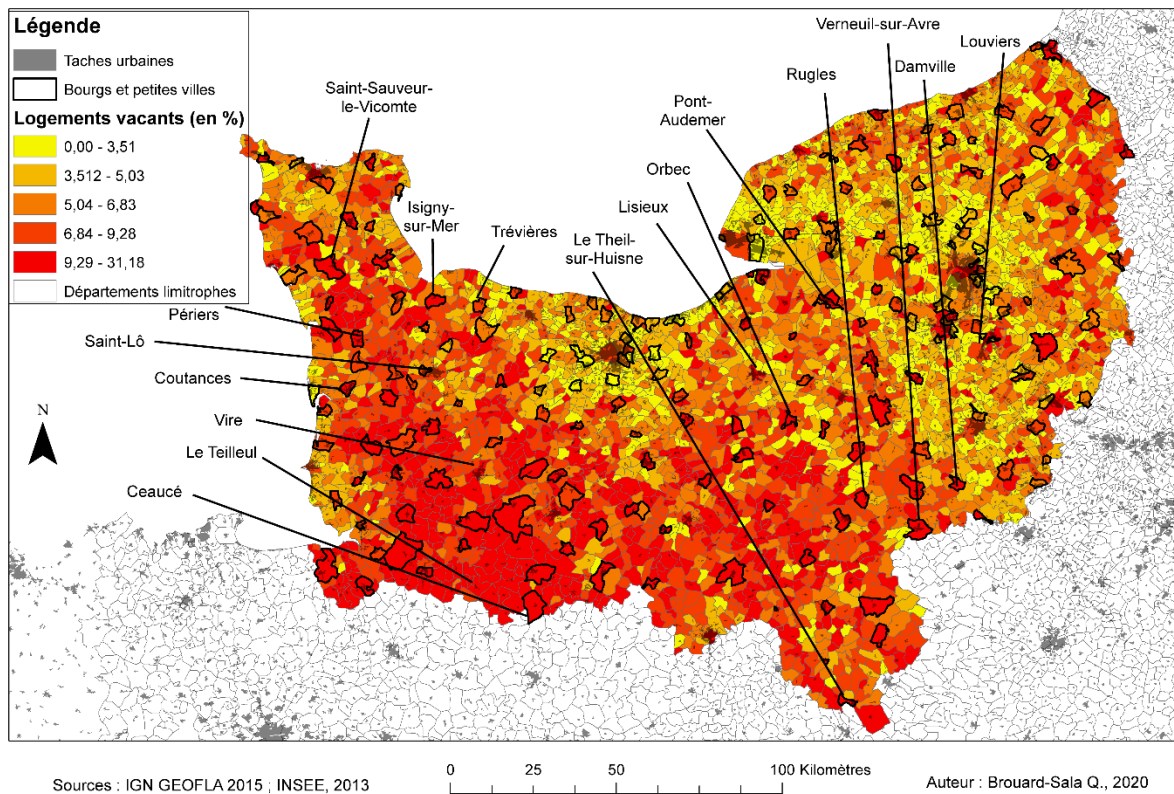 Légende
Taches urbaines
Bourgs et petites villes
Logements vacants (en %)
0,00 - 3,51
3,512 - 5,03
5,04 - 6,83
6,84 - 9,28
9,29 - 31,18
Départements limitrophes
Saint-Sauveur-
le-Vicomte
Isigny-
sur-Mer
Trévières
Le Theil-
sur-Huisne
Lisieux
Orbec
Pont-
Audemer
Rugles
Verneuil-sur-Avre
Damville
Louviers
Périers
Saint-Lô
Coutances
Vire
Le Teilleul
Ceaucé
N
Sources : IGN GEOFLA 2015 ; INSEE, 2013
0 25 50 100 Kilomètres
Auteur : Brouard-Sala Q., 2020